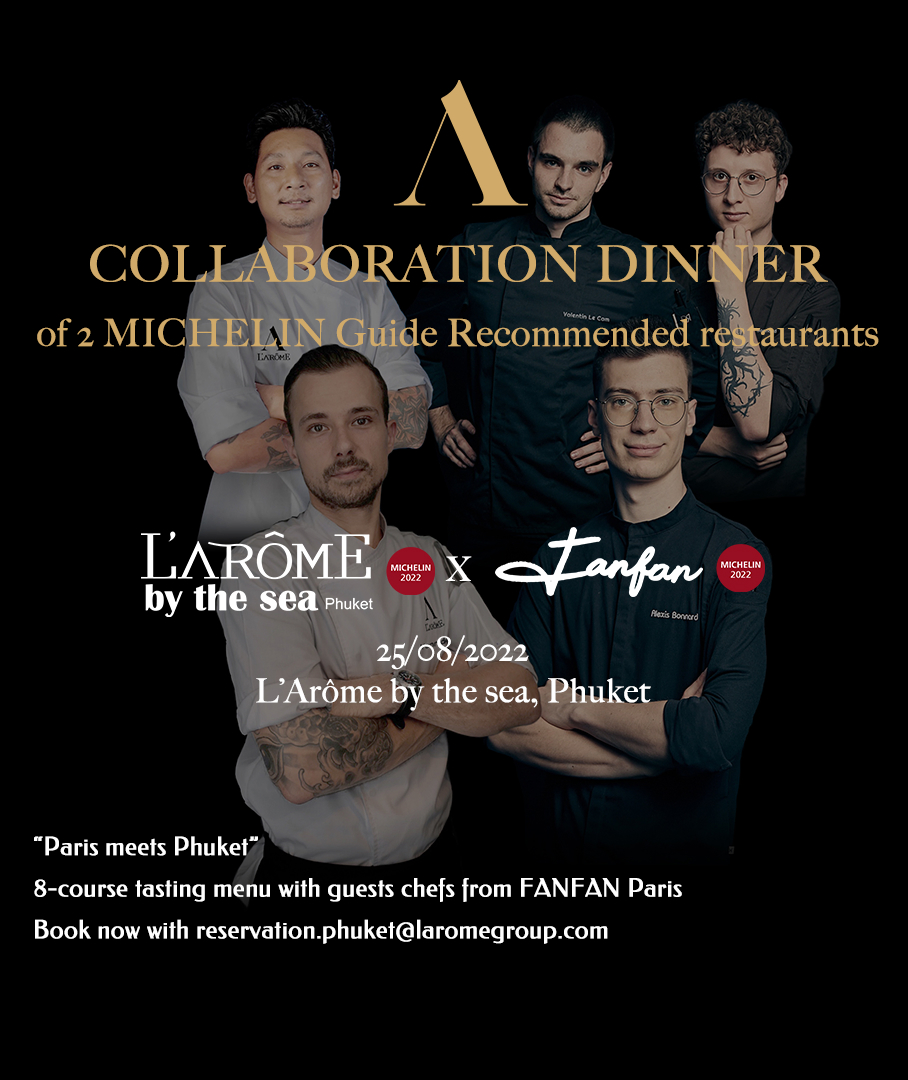 Λ
COLLABORATION DINNER
of 2 MICHELIN Guide Recommended restaurants
Valentin Le Com
L'ARÔME
L'ARÔME
by the sea Phuket
MICHELIN
2022
x
Fanfan
MICHELIN
2022
L'ARÔME
Alexis Bonnard
25/08/2022
L'Arôme by the sea, Phuket
"Paris meets Phuket"
8-course tasting menu with guests chefs from FANFAN Paris
Book now with reservation.phuket@laromegroup.com